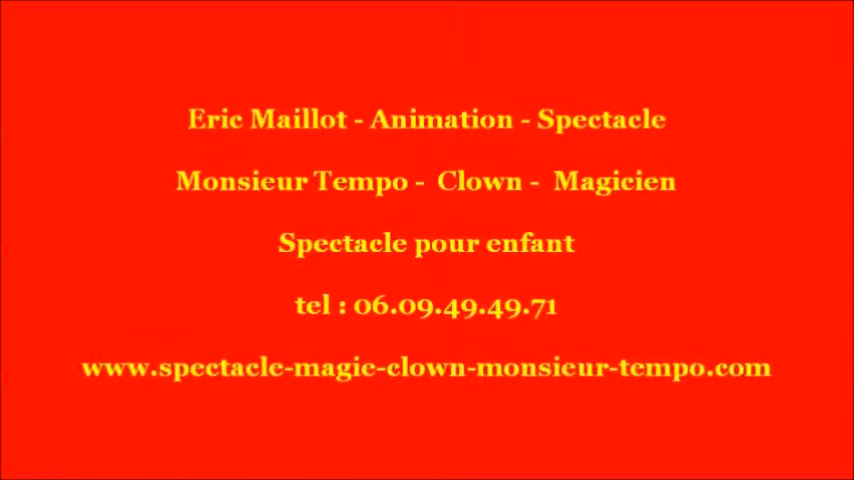 Eric Maillot - Animation - Spectacle
Monsieur Tempo - Clown - Magicien
Spectacle pour enfant
tel : 06.09.49.49.71
www.spectacle-magic-clown-monsieur-tempo.com